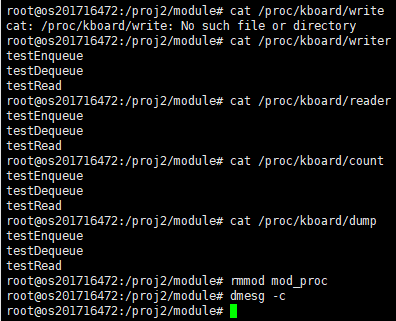 root@os201716472:/proj2/module# cat /proc/kboard/write
cat: /proc/kboard/write: No such file or directory
root@os201716472:/proj2/module# cat /proc/kboard/writer
testEnqueue
testDequeue
testRead
root@os201716472:/proj2/module# cat /proc/kboard/reader
testEnqueue
testDequeue
testRead
root@os201716472:/proj2/module# cat /proc/kboard/count
testEnqueue
testDequeue
testRead
root@os201716472:/proj2/module# cat /proc/kboard/dump
testEnqueue
testDequeue
testRead
root@os201716472:/proj2/module# rmmod mod_proc
root@os201716472:/proj2/module# dmesg -c
root@os201716472:/proj2/module#